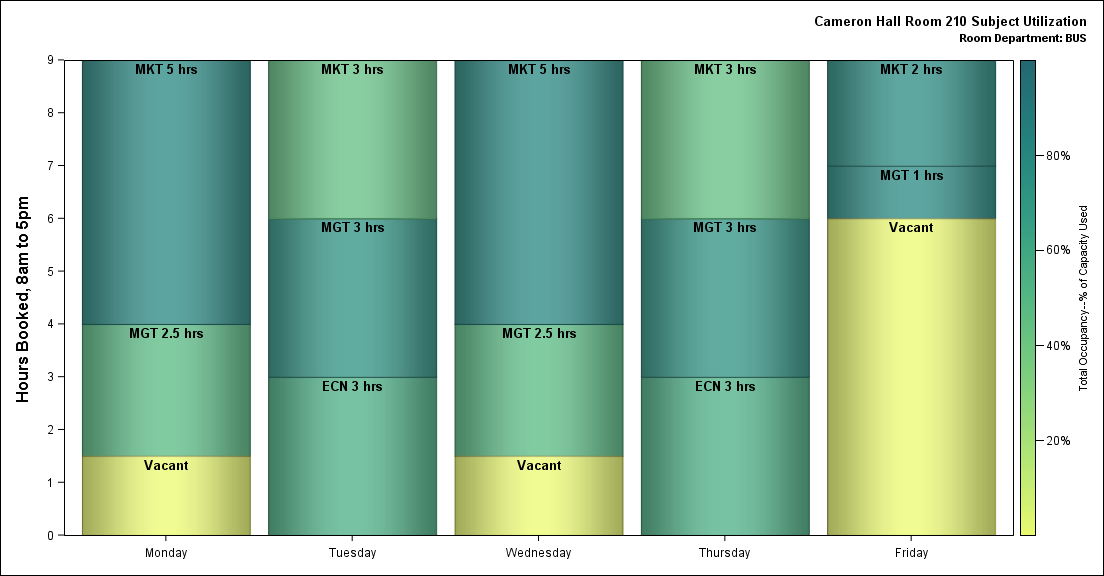 Cameron Hall Room 210 Subject Utilization
Room Department: BUS
Hours Booked, 8am to 5pm
9
8
7
6
5
4
3
2
1
0
MKT 5 hrs
MGT 2.5 hrs
Vacant
MKT 3 hrs
MGT 3 hrs
ECN 3 hrs
MKT 5 hrs
MGT 2.5 hrs
Vacant
MKT 3 hrs
MGT 3 hrs
ECN 3 hrs
MKT 2 hrs
MGT 1 hrs
Vacant
Monday
Tuesday
Wednesday
Thursday
Friday
80%
60%
40%
20%
Total Occupancy--% of Capacity Used